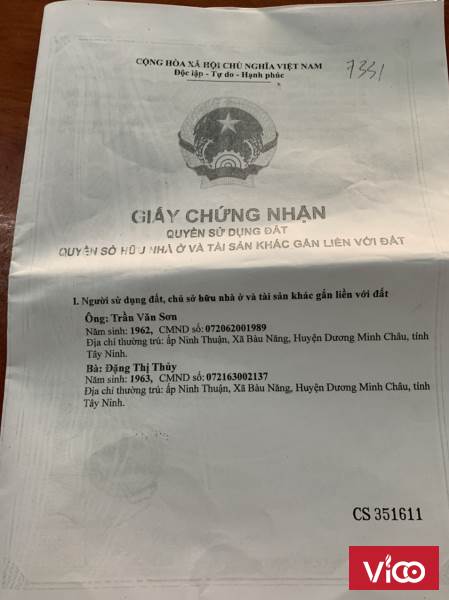 CỘNG HÒA XÃ HỘI CHỦ NGHĨA VIỆT NAM
Độc lập - Tự do - Hạnh phúc
7331
GIẤY CHỨNG NHẬN
QUYỀN SỬ DỤNG ĐẤT
QUYỀN SỞ HỮU NHÀ Ở VÀ TÀI SẢN KHÁC GẮN LIỀN VỚI ĐẤT
I. Người sử dụng đất, chủ sở hữu nhà ở và tài sản khác gắn liền với đất
Ông: Trần Văn Sơn
Năm sinh: 1962, CMND số: 072062001989
Địa chỉ thường trú: ấp Ninh Thuận, Xã Bàu Năng, Huyện Dương Minh Châu, tỉnh
Tây Ninh.
Bà: Đặng Thị Thủy
Năm sinh: 1963, CMND số: 072163002137
Địa chỉ thường trú: ấp Ninh Thuận, Xã Bàu Năng, Huyện Dương Minh Châu, tỉnh
Tây Ninh.
CS 351611
Vico